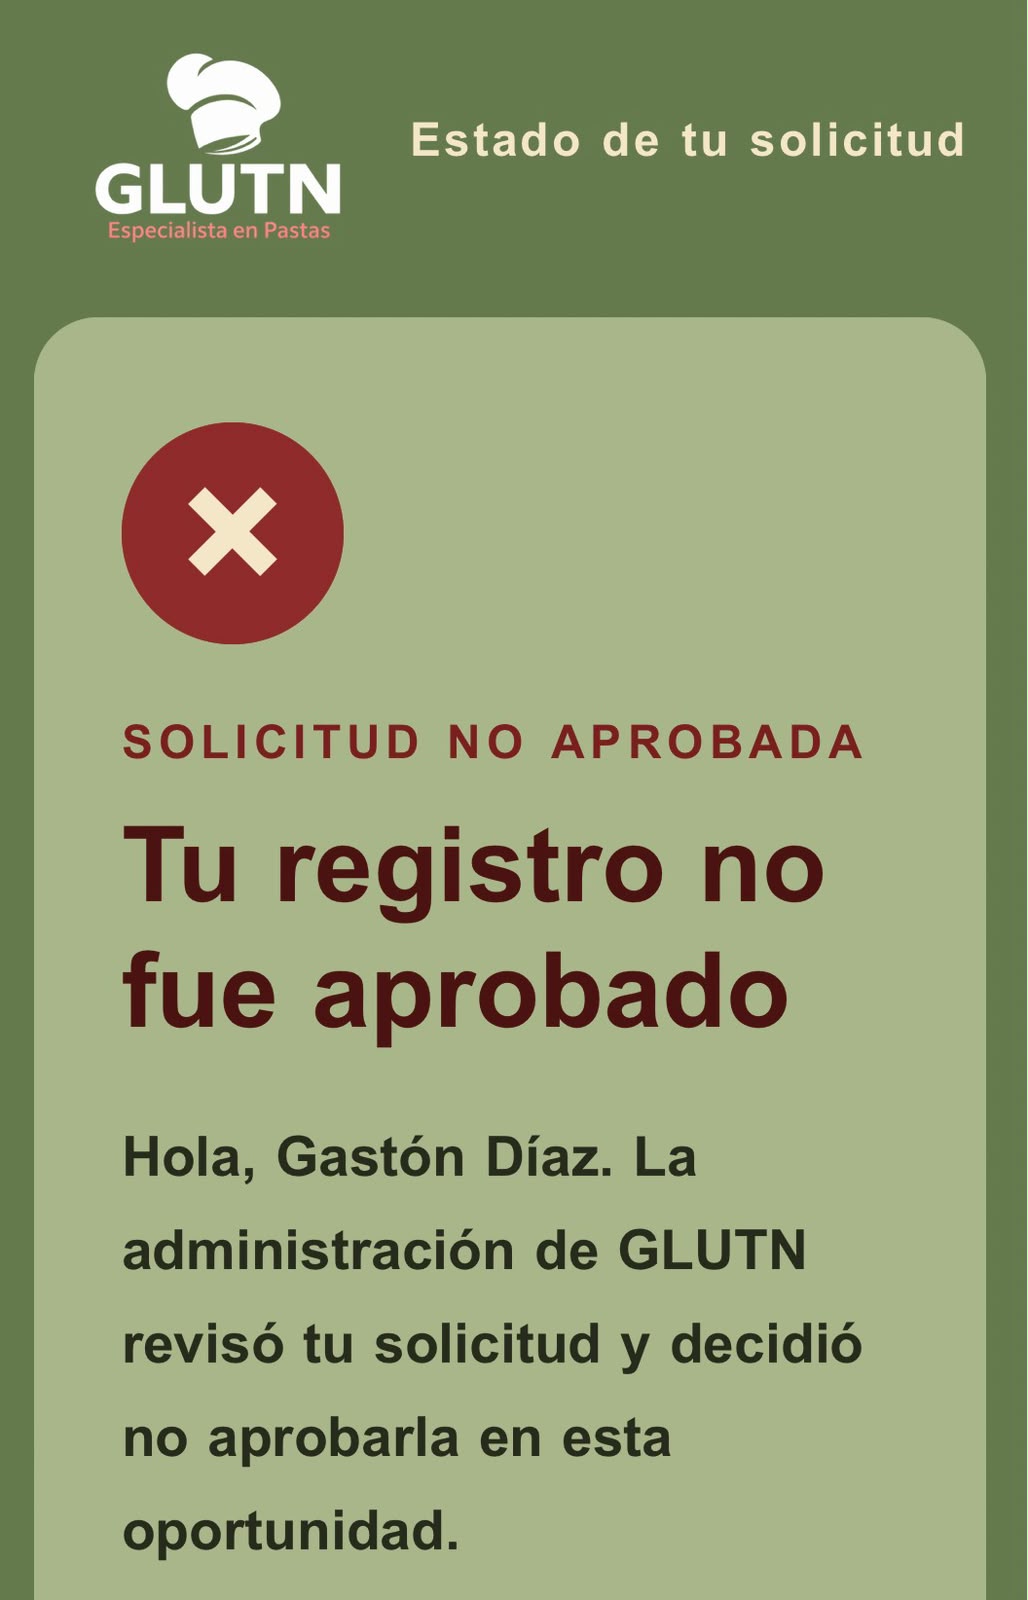 GLUTN
Especialista en Pastas
Estado de tu solicitud
SOLICITUD NO APROBADA
Tu registro no
fue aprobado
Hola, Gastón Díaz. La
administración de GLUTN
revisó tu solicitud y decidió
no aprobarla en esta
oportunidad.